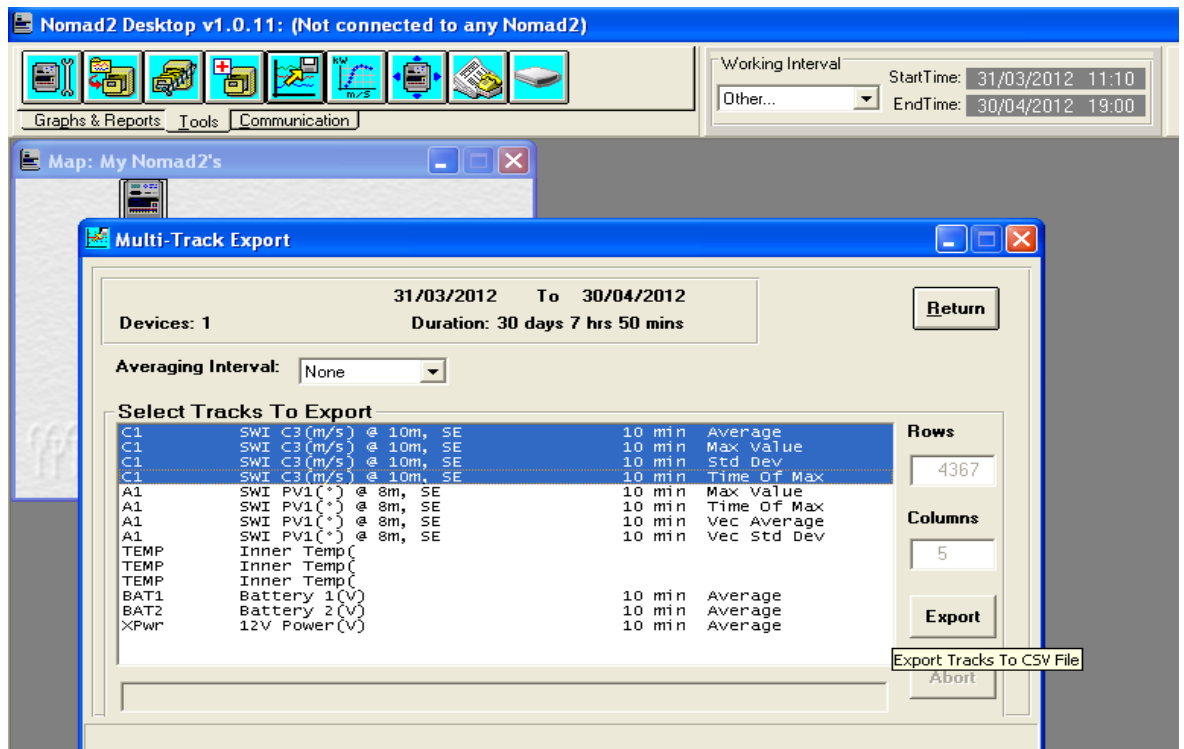 Nomad2 Desktop v1.0.11: (Not connected to any Nomad2)
kW
m/s
Graphs & Reports Tools Communication
Working Interval
Other...
StartTime: 31/03/2012 11:10
EndTime: 30/04/2012 19:00
Map: My Nomad2's
Multi-Track Export
31/03/2012 To 30/04/2012
Devices: 1 Duration: 30 days 7 hrs 50 mins
Return
Averaging Interval: None
Select Tracks To Export
C1 SWI C3(m/s) @ 10m, SE 10 min Average
C1 SWI C3(m/s) @ 10m, SE 10 min Max Value
C1 SWI C3(m/s) @ 10m, SE 10 min Std Dev
C1 SWI C3(m/s) @ 10m, SE 10 min Time Of Max
A1 SWI PV1(°) @ 8m, SE 10 min Max Value
A1 SWI PV1(°) @ 8m, SE 10 min Time Of Max
A1 SWI PV1(°) @ 8m, SE 10 min Vec Average
A1 SWI PV1(°) @ 8m, SE 10 min Vec Std Dev
TEMP Inner Temp(
TEMP Inner Temp(
TEMP Inner Temp(
BAT1 Battery 1(V) 10 min Average
BAT2 Battery 2(V) 10 min Average
XPwr 12V Power(V) 10 min Average
Rows
4367
Columns
5
Export
Export Tracks To CSV File
Abort